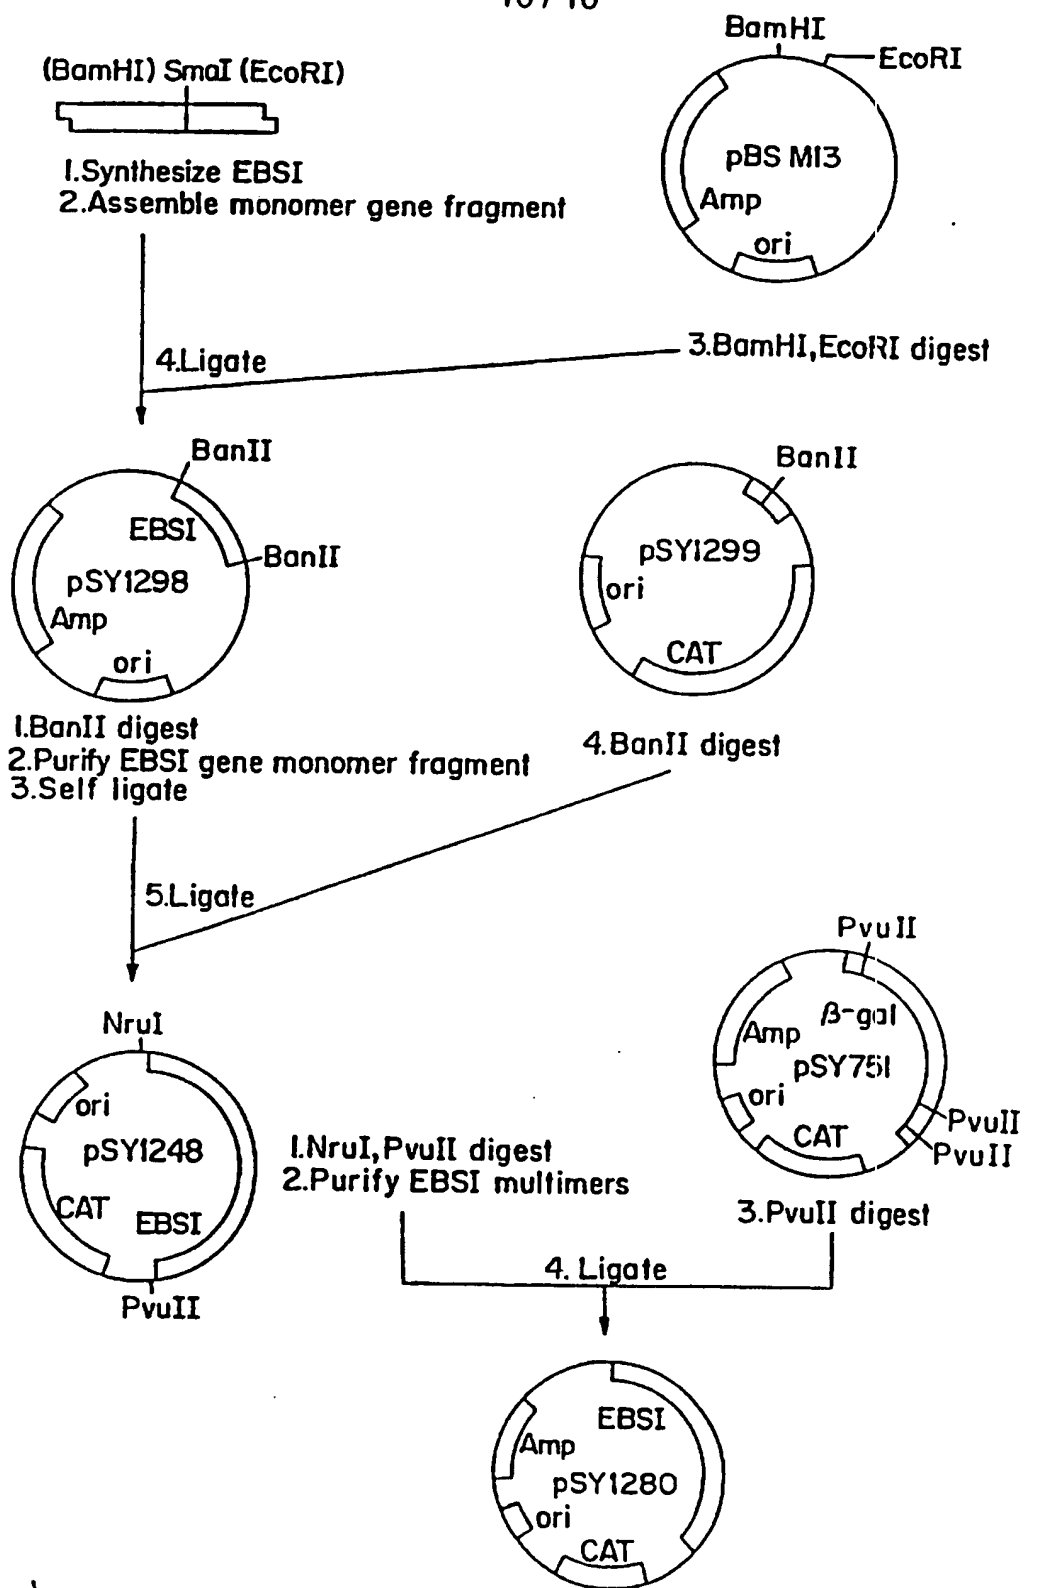 (BamHI) SmaI (EcoRI)
1.Synthesize EBSI
2.Assemble monomer gene fragment
BamHI
EcoRI
pBS M13
Amp
ori
3.BamHI,EcoRI digest
4.Ligate
BanII
EBSI
BanII
pSY1298
Amp
ori
BanII
pSY1299
ori
CAT
1.BanII digest
2.Purify EBSI gene monomer fragment
3.Self ligate
4.BanII digest
5.Ligate
NruI
ori
pSY1248
CAT
EBSI
PvuII
1.NruI,PvuII digest
2.Purify EBSI multimers
PvuII
Amp
β-gal
pSY751
ori
CAT
PvuII
PvuII
3.PvuII digest
4. Ligate
EBSI
Amp
pSY1280
ori
CAT